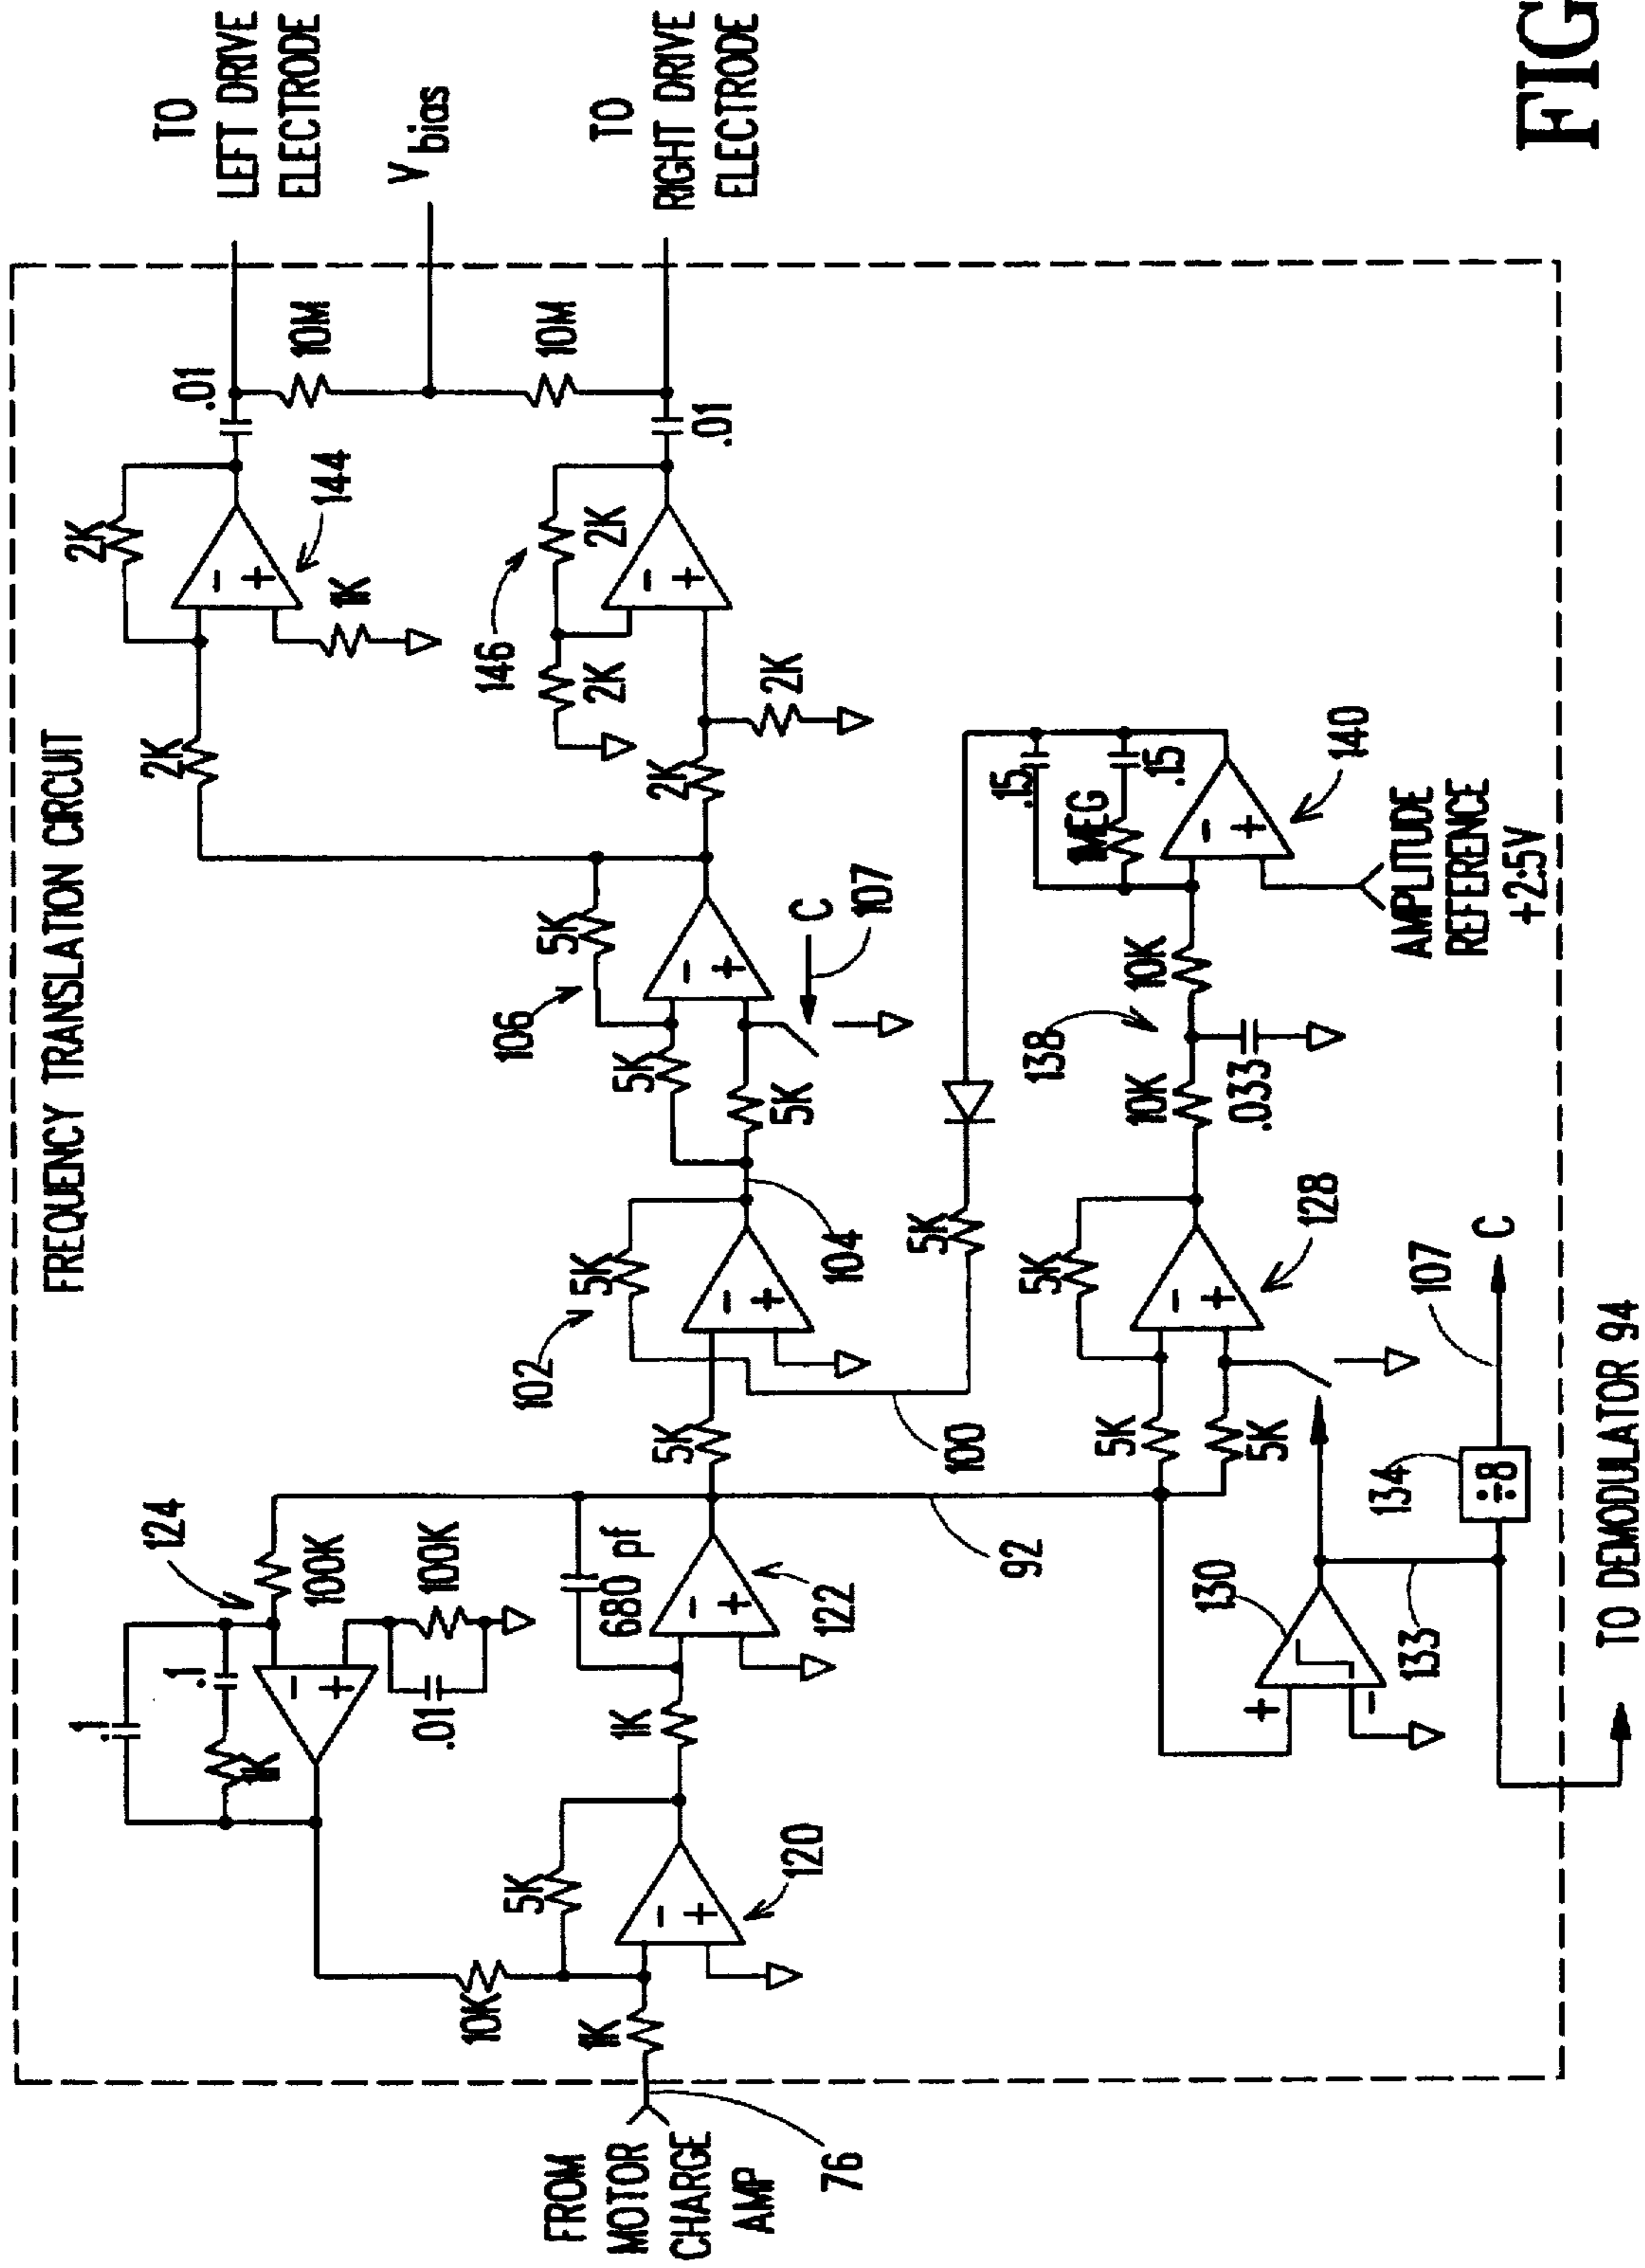 FREQUENCY TRANSLATION CIRCUIT
FROM
MOTOR
CHARGE
AMP
76
1K
10K
5K
-
+
120
1K
.1
.1
1K
-
+
.01
100K
100K
124
680 pf
-
+
122
92
5K
102
5K
-
+
104
100
5K
106
5K
5K
5K
-
+
C
107
2K
2K
-
+
1K
144
.01
2K
2K
146
2K
2K
-
+
.01
10M
10M
TO
LEFT DRIVE
ELECTRODE
V bias
TO
RIGHT DRIVE
ELECTRODE
130
+
-
133
134
÷8
107
C
5K
5K
5K
-
+
128
10K
138
10K
.033
.15
1MEG
.15
-
+
140
AMPLITUDE
REFERENCE
+2.5V
TO DEMODULATOR 94
FIG